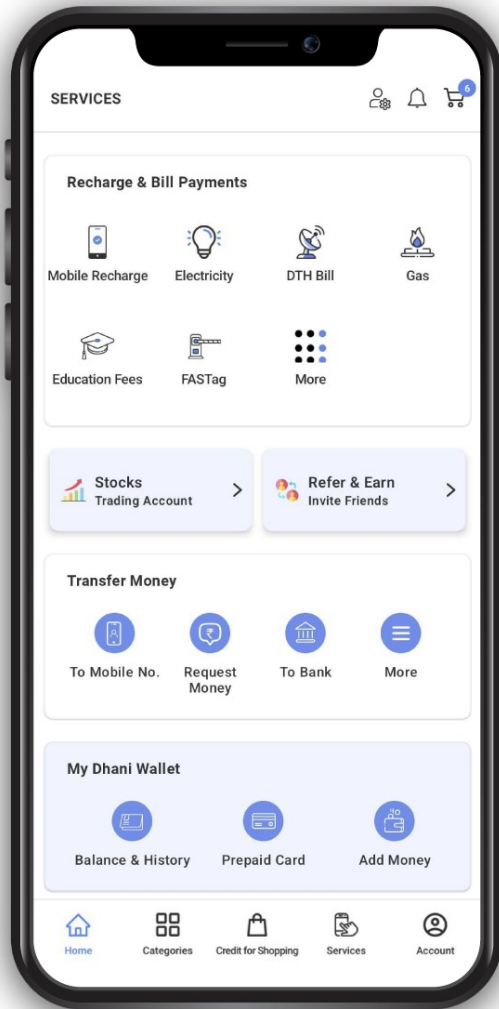 SERVICES
6
Recharge & Bill Payments
Mobile Recharge
Electricity
DTH Bill
Gas
Education Fees
FASTag
More
Stocks
Trading Account
Refer & Earn
Invite Friends
Transfer Money
To Mobile No.
Request
Money
To Bank
More
My Dhani Wallet
Balance & History
Prepaid Card
Add Money
Home
Categories
Credit for Shopping
Services
Account